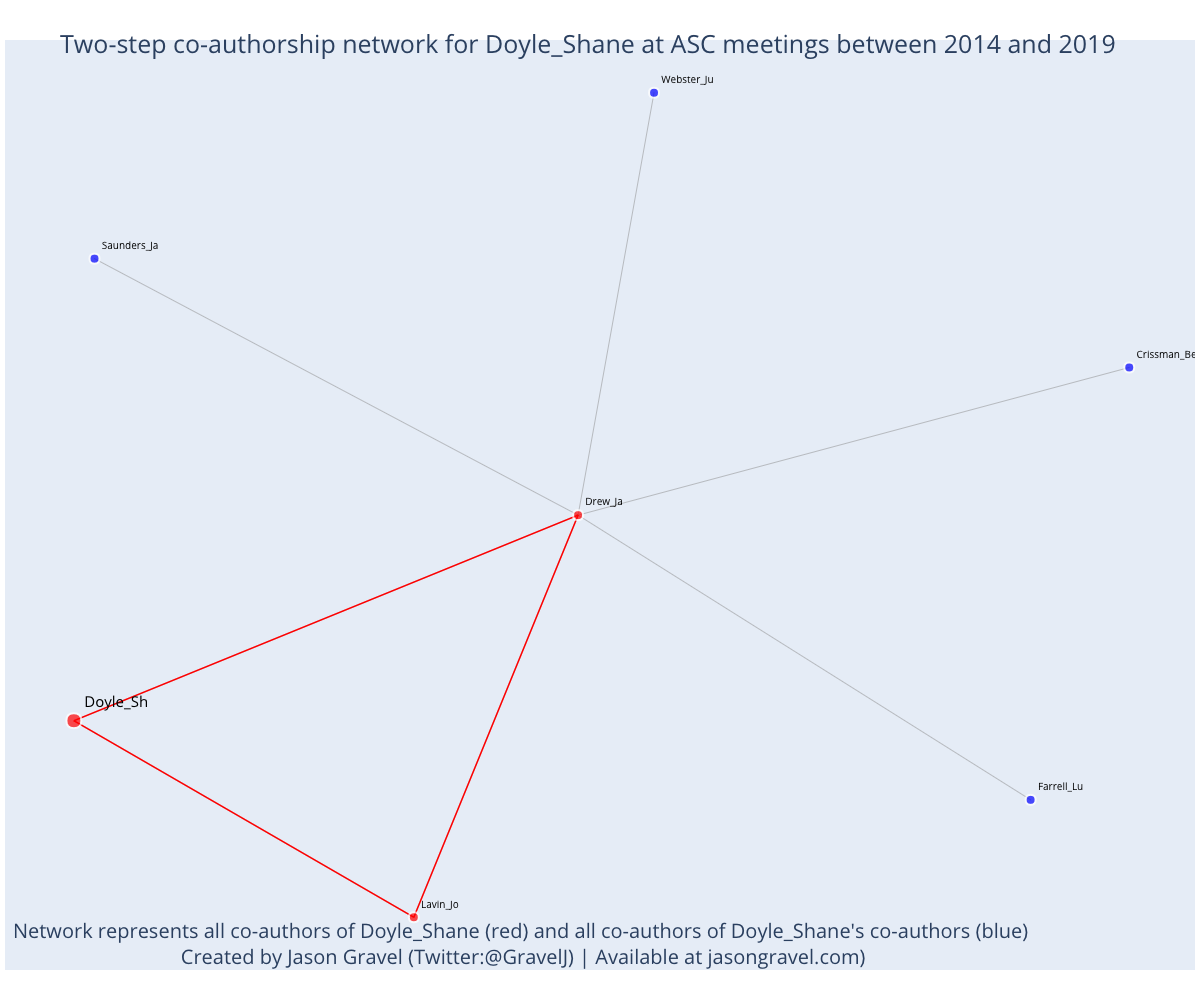 Two-step co-authorship network for Doyle_Shane at ASC meetings between 2014 and 2019
Webster_Ju
Saunders_Ja
Crissman_Be
Drew_Ja
Doyle_Sh
Farrell_Lu
Lavin_Jo
Network represents all co-authors of Doyle_Shane (red) and all co-authors of Doyle_Shane's co-authors (blue)
Created by Jason Gravel (Twitter:@GravelJ) | Available at jasongravel.com)